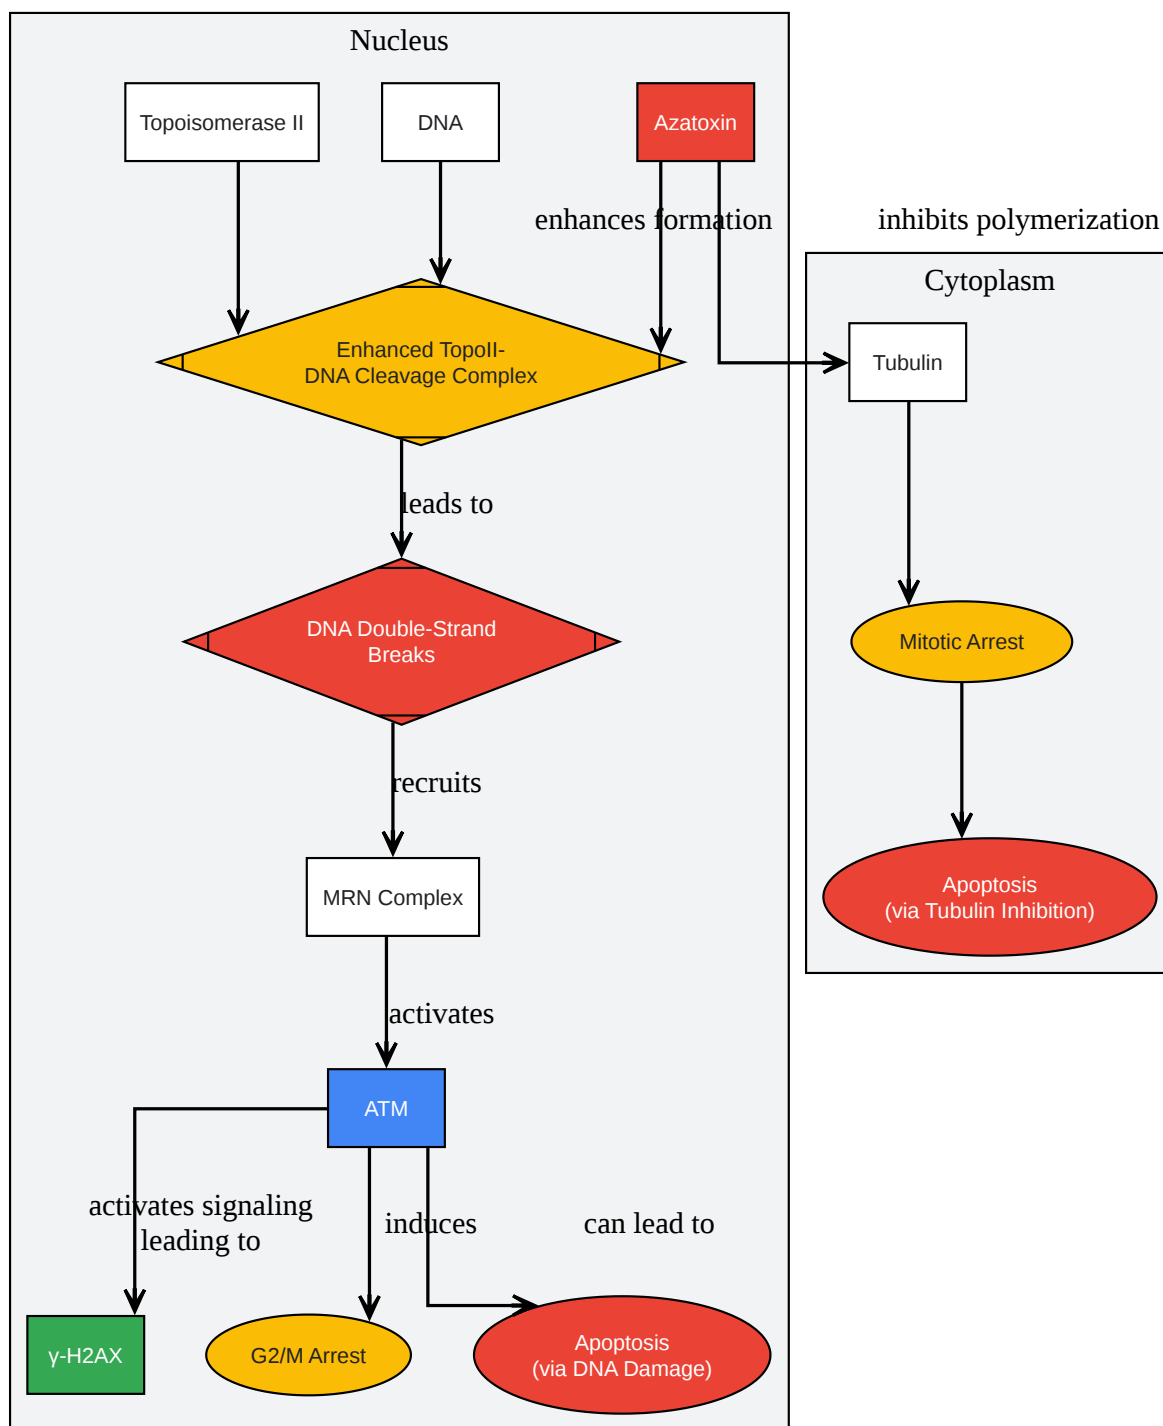 Nucleus
Topoisomerase II
DNA
Azatoxin
enhances formation
inhibits polymerization
Cytoplasm
Enhanced TopoII-
DNA Cleavage Complex
Tubulin
leads to
DNA Double-Strand
Breaks
Mitotic Arrest
recruits
MRN Complex
Apoptosis
(via Tubulin Inhibition)
activates
ATM
activates signaling
leading to
induces
can lead to
γ-H2AX
G2/M Arrest
Apoptosis
(via DNA Damage)